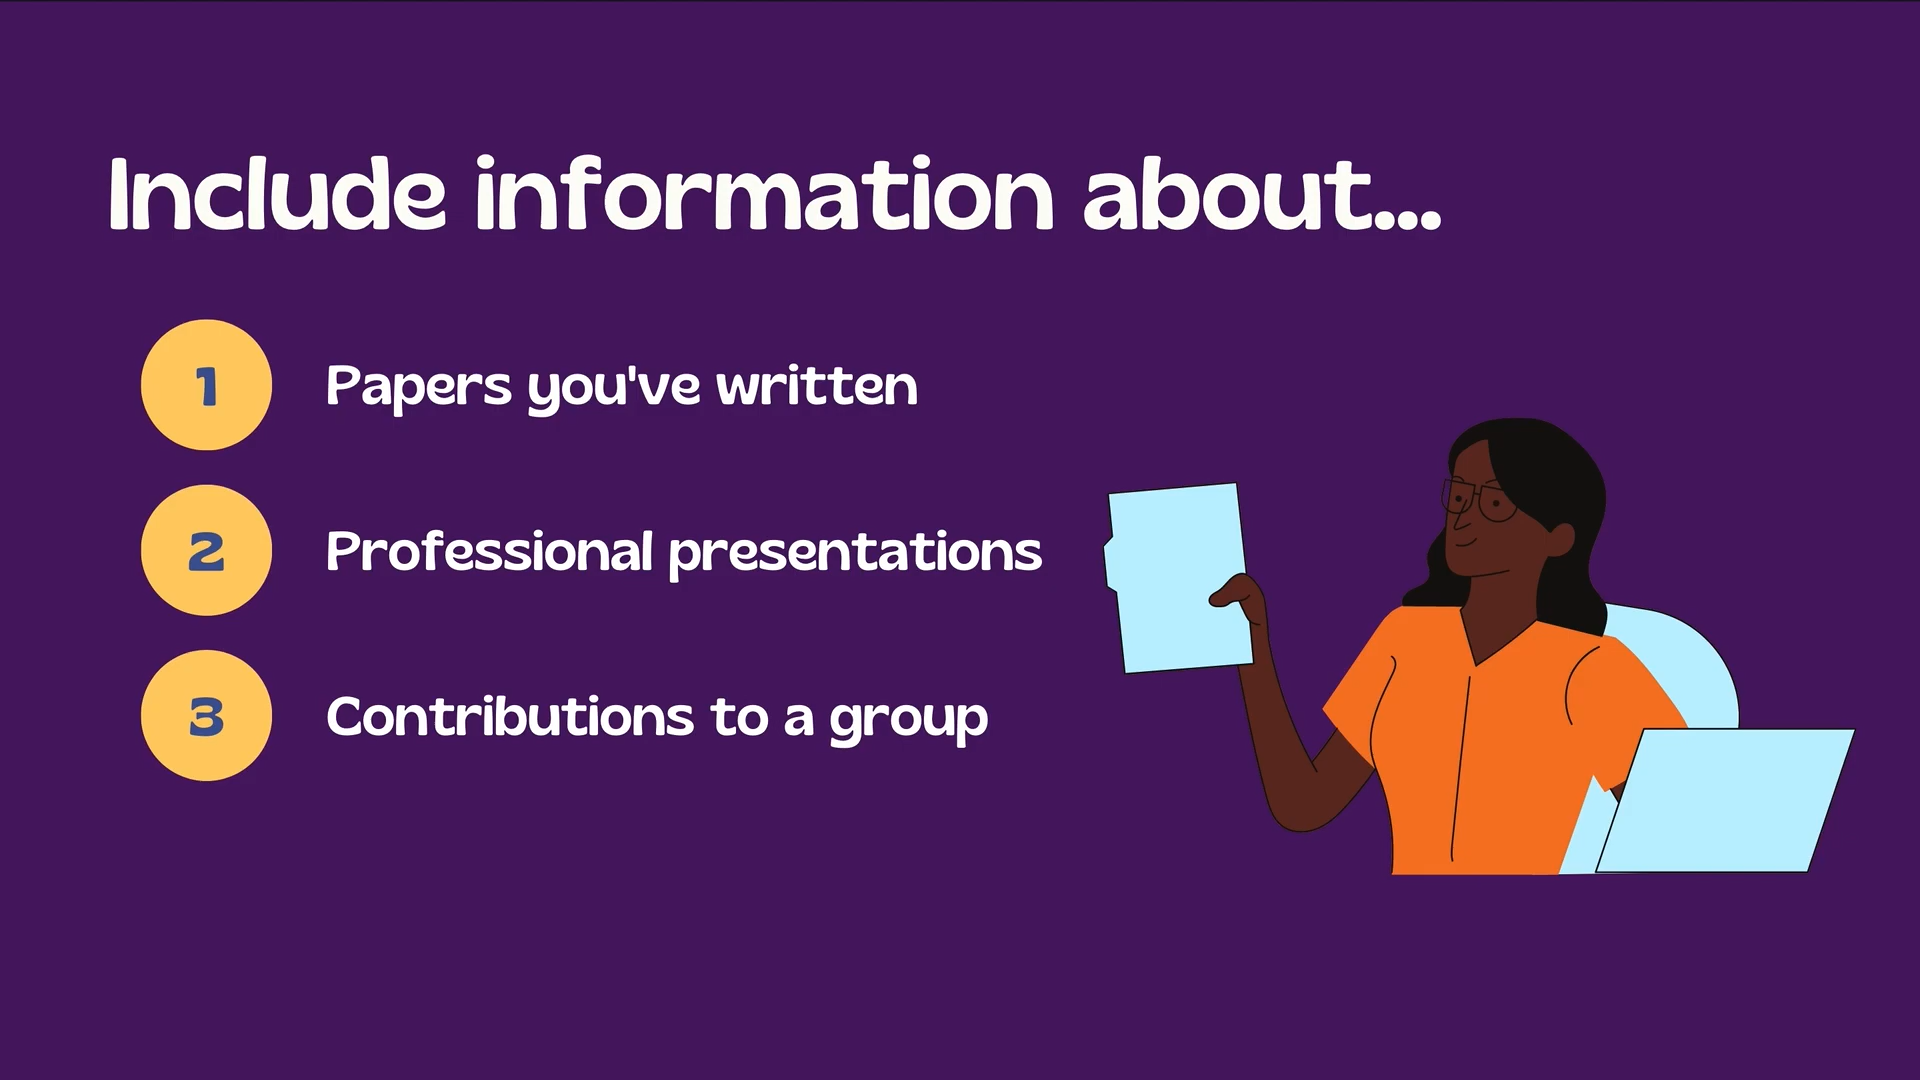 Include information about...
1
Papers you've written
2
Professional presentations
3
Contributions to a group